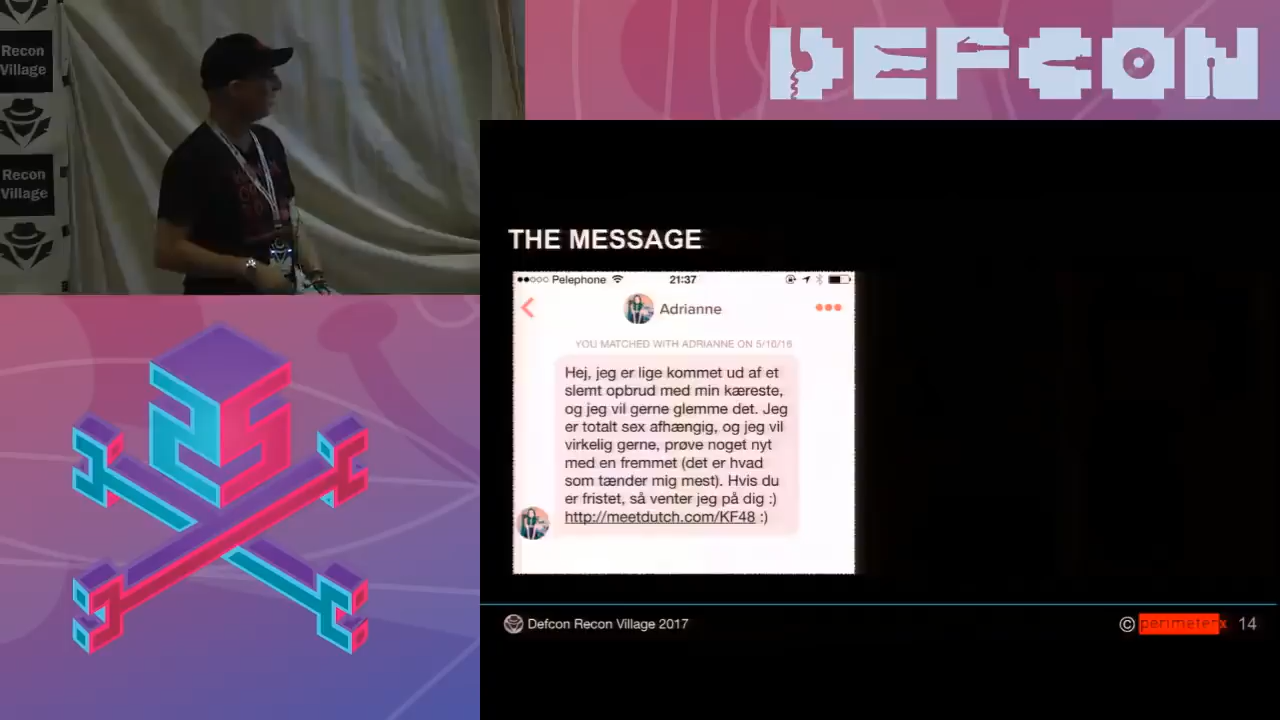 Recon
Village
Recon
Village
DEFCON
25
THE MESSAGE
Pelephone
21:37
Adrianne
YOU MATCHED WITH ADRIANNE ON 5/16/16
Hej, jeg er lige kommet ud af et
slemt opbrud med min kæreste,
og jeg vil gerne glemme det. Jeg
er totalt sex afhængig, og jeg vil
virkelig gerne, prøve noget nyt
med en fremmet (det er hvad
som tænder mig mest). Hvis du
er fristet, så venter jeg på dig :)
http://meetdutch.com/KF48 :)
Defcon Recon Village 2017
© perimeterx 14